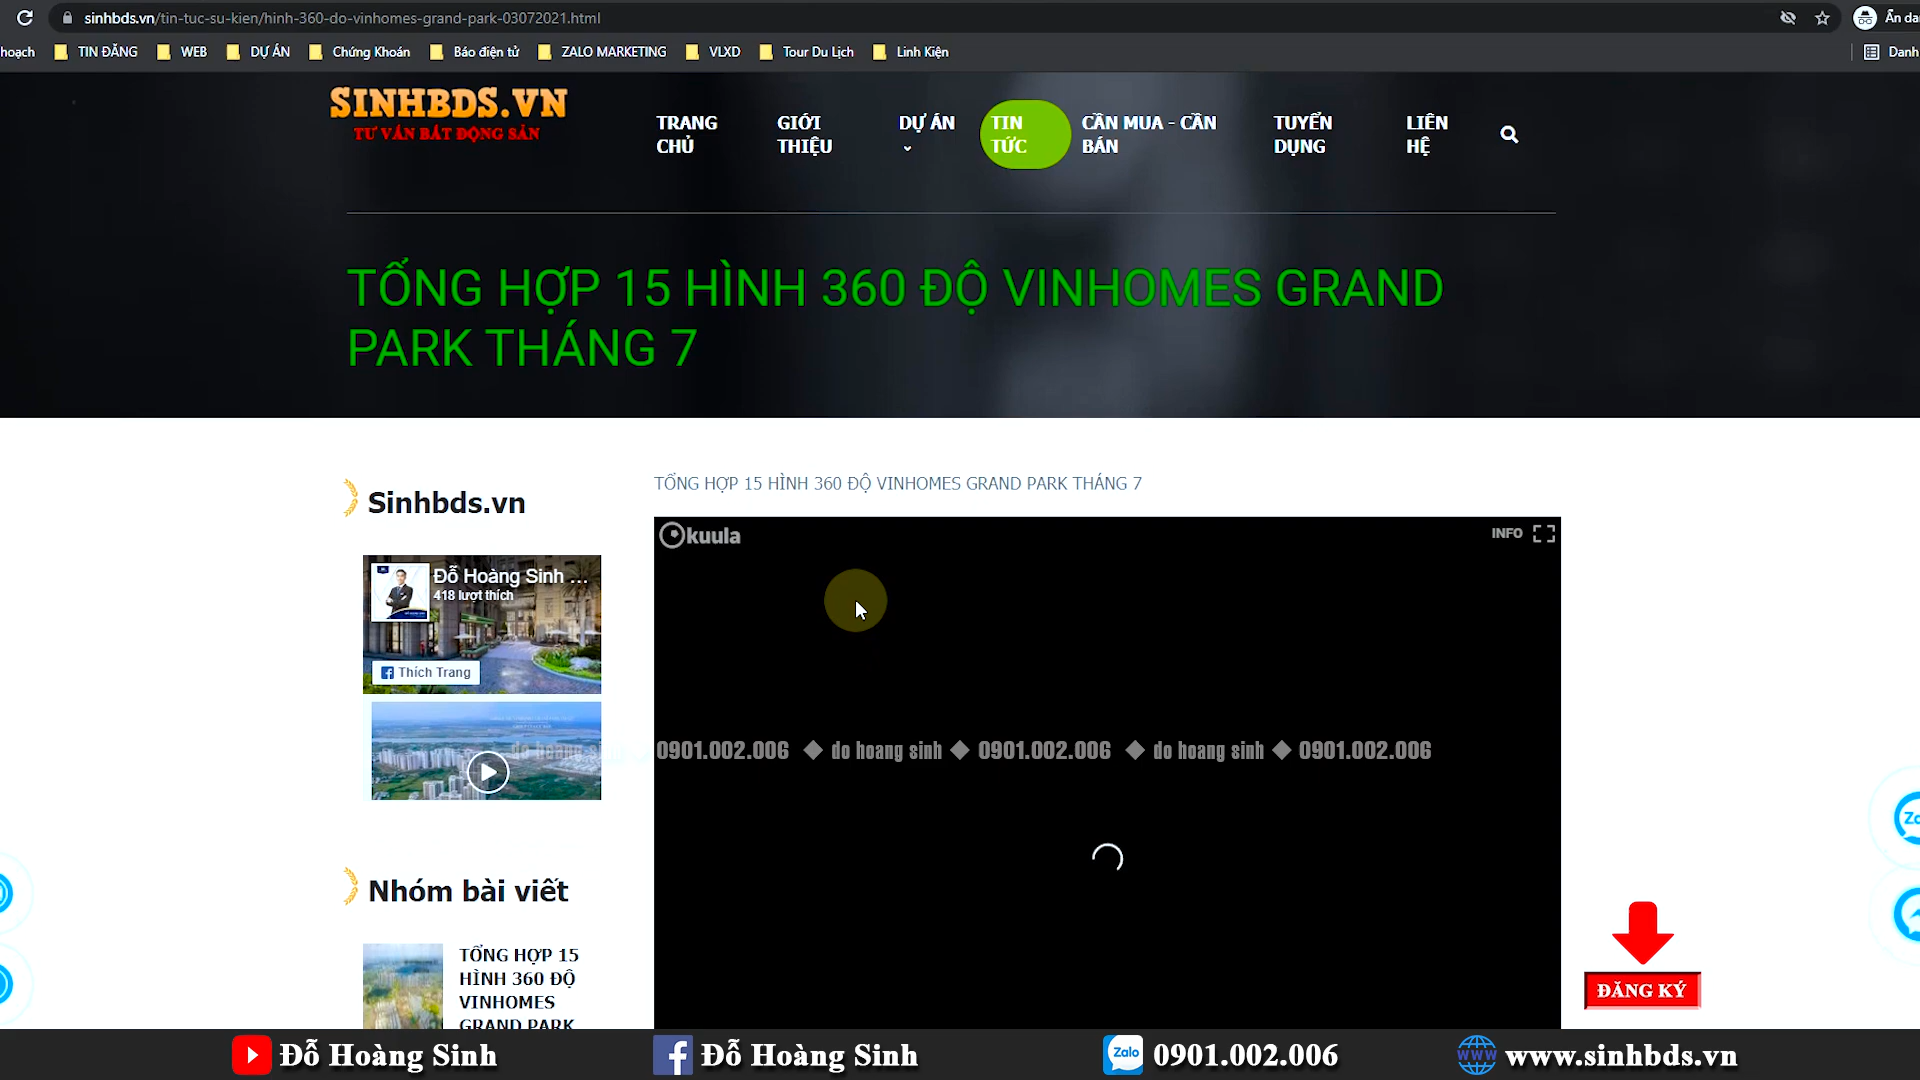 sinhbds.vn/tin-tuc-su-kien/hinh-360-do-vinhomes-grand-park-03072021.html
hoạch TIN ĐĂNG WEB DỰ ÁN Chứng Khoán Báo điện tử ZALO MARKETING VLXD Tour Du Lịch Linh Kiện Danh
SINHBDS.VN
TƯ VẤN BẤT ĐỘNG SẢN
TRANG CHỦ
GIỚI THIỆU
DỰ ÁN
TIN TỨC
CẦN MUA - CẦN BÁN
TUYỂN DỤNG
LIÊN HỆ
TỔNG HỢP 15 HÌNH 360 ĐỘ VINHOMES GRAND
PARK THÁNG 7
Sinhbds.vn
Đỗ Hoàng Sinh ...
418 lượt thích
Thích Trang
Nhóm bài viết
TỔNG HỢP 15
HÌNH 360 ĐỘ
VINHOMES
GRAND PARK
TỔNG HỢP 15 HÌNH 360 ĐỘ VINHOMES GRAND PARK THÁNG 7
kuula
INFO
do hoang sinh 0901.002.006 ◆ do hoang sinh ◆ 0901.002.006 ◆ do hoang sinh ◆ 0901.002.006
ĐĂNG KÝ
Đỗ Hoàng Sinh
Đỗ Hoàng Sinh
Zalo 0901.002.006
WWW www.sinhbds.vn